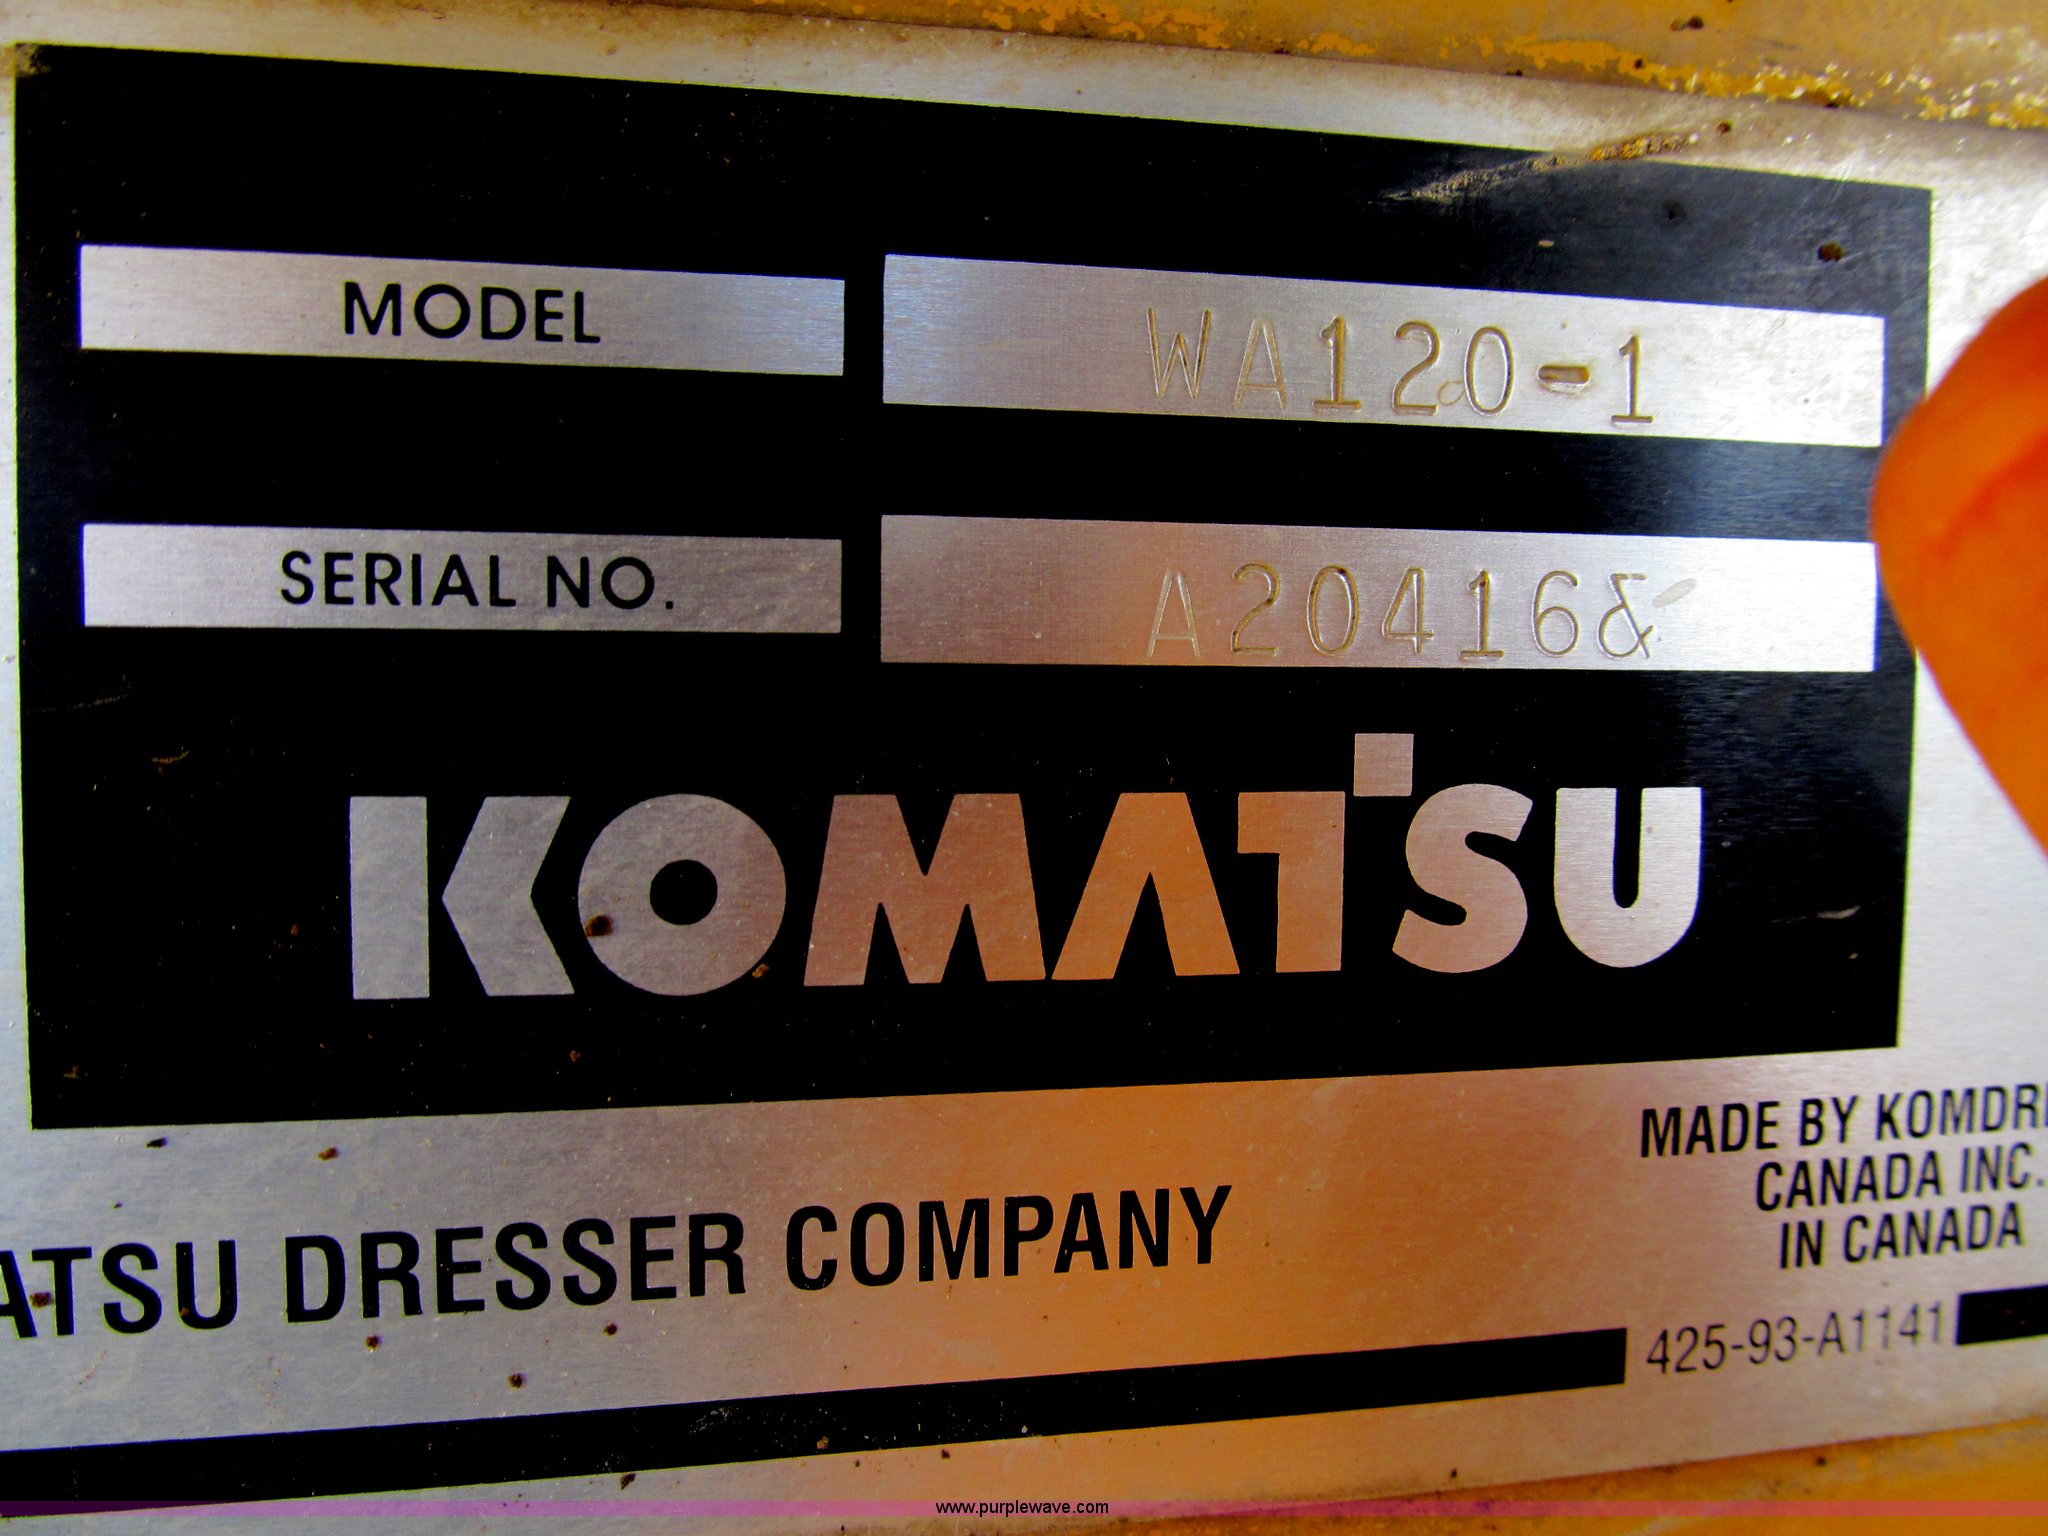 MODEL WA120-1
SERIAL NO. A20416&
KOMATSU
MADE BY KOMDR
CANADA INC.
IN CANADA
ATSU DRESSER COMPANY
425-93-A1141
www.purplewave.com